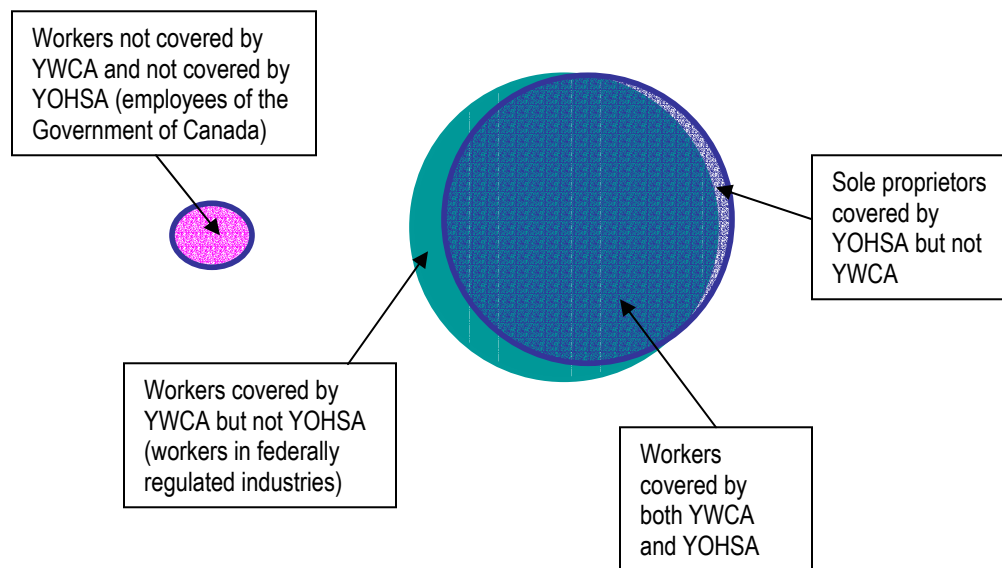 Workers not covered by
YWCA and not covered by
YOHSA (employees of the
Government of Canada)
Sole proprietors
covered by
YOHSA but not
YWCA
Workers covered by
YWCA but not YOHSA
(workers in federally
regulated industries)
Workers
covered by
both YWCA
and YOHSA